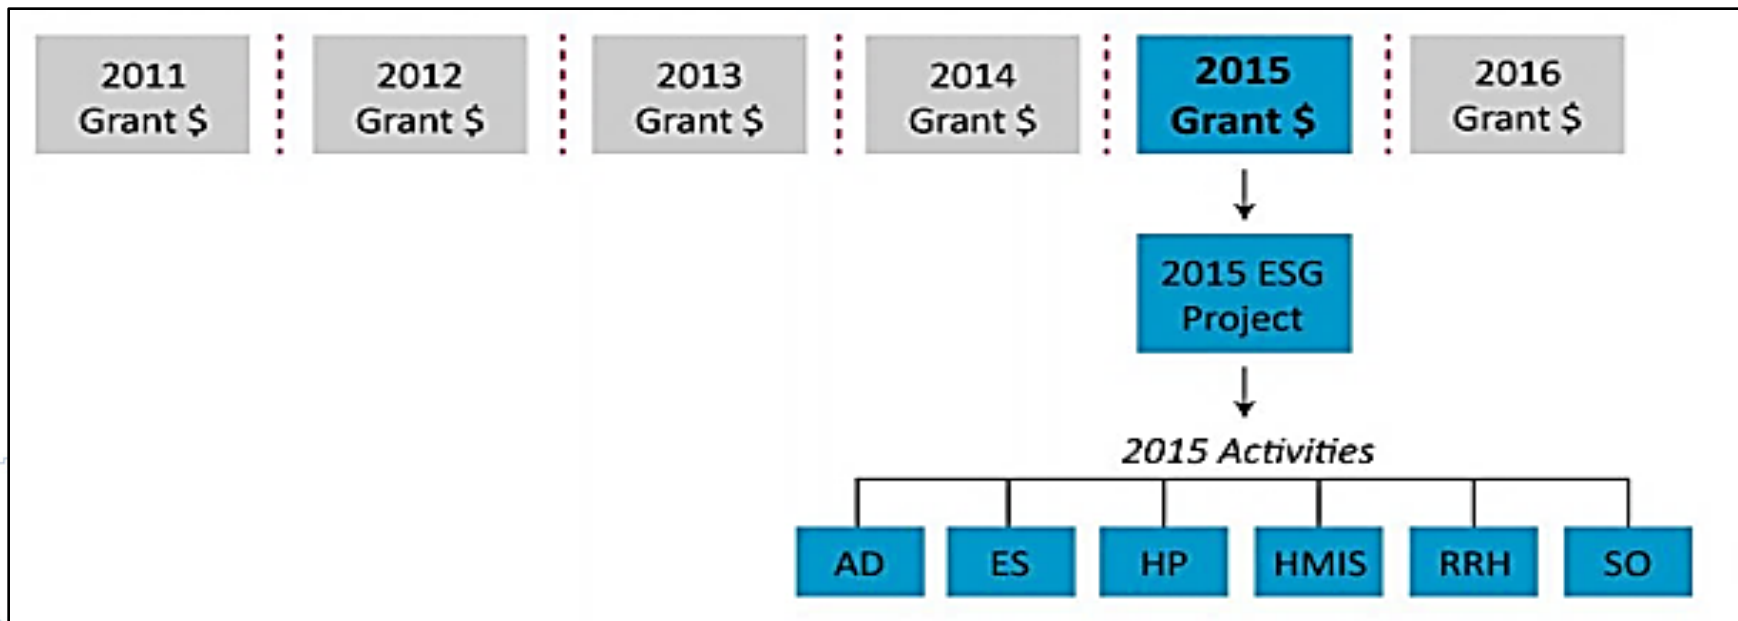 2011
Grant $
2012
Grant $
2013
Grant $
2014
Grant $
2015
Grant $
2016
Grant $
2015 ESG
Project
2015 Activities
AD
ES
HP
HMIS
RRH
SO